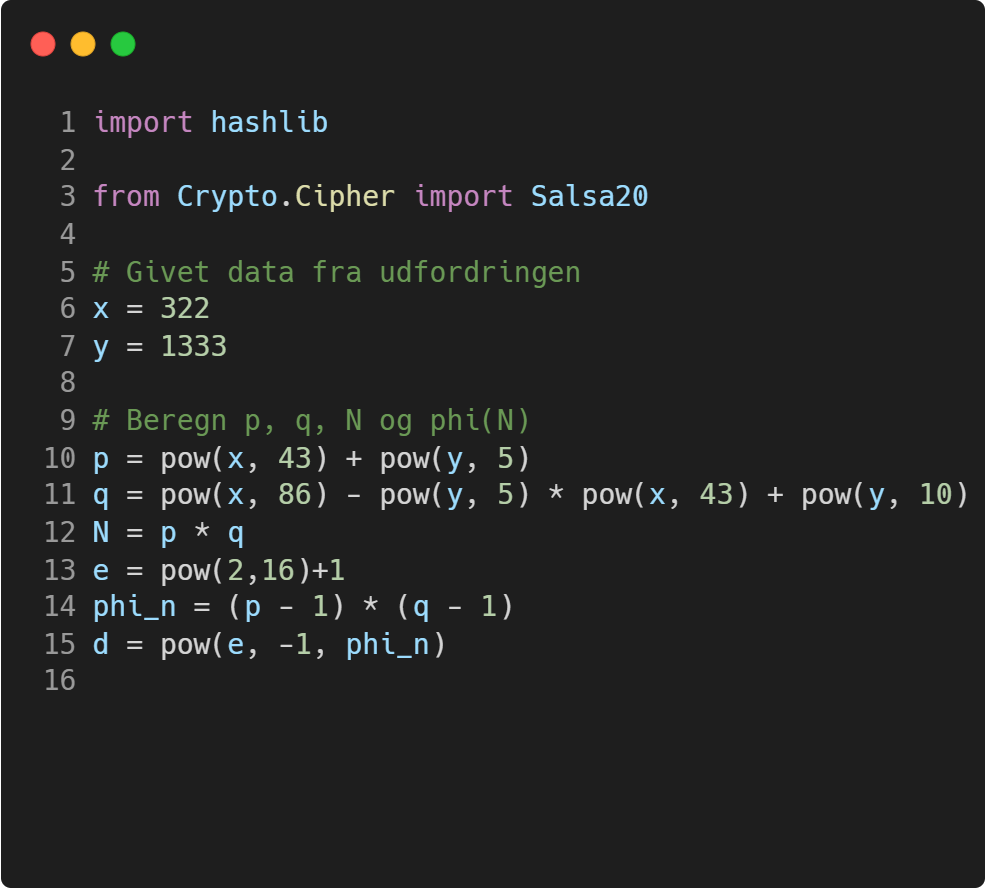 1 import hashlib
2
3 from Crypto.Cipher import Salsa20
4
5 # Givet data fra udfordringen
6 x = 322
7 y = 1333
8
9 # Beregn p, q, N og phi(N)
10 p = pow(x, 43) + pow(y, 5)
11 q = pow(x, 86) - pow(y, 5) * pow(x, 43) + pow(y, 10)
12 N = p * q
13 e = pow(2,16)+1
14 phi_n = (p - 1) * (q - 1)
15 d = pow(e, -1, phi_n)
16